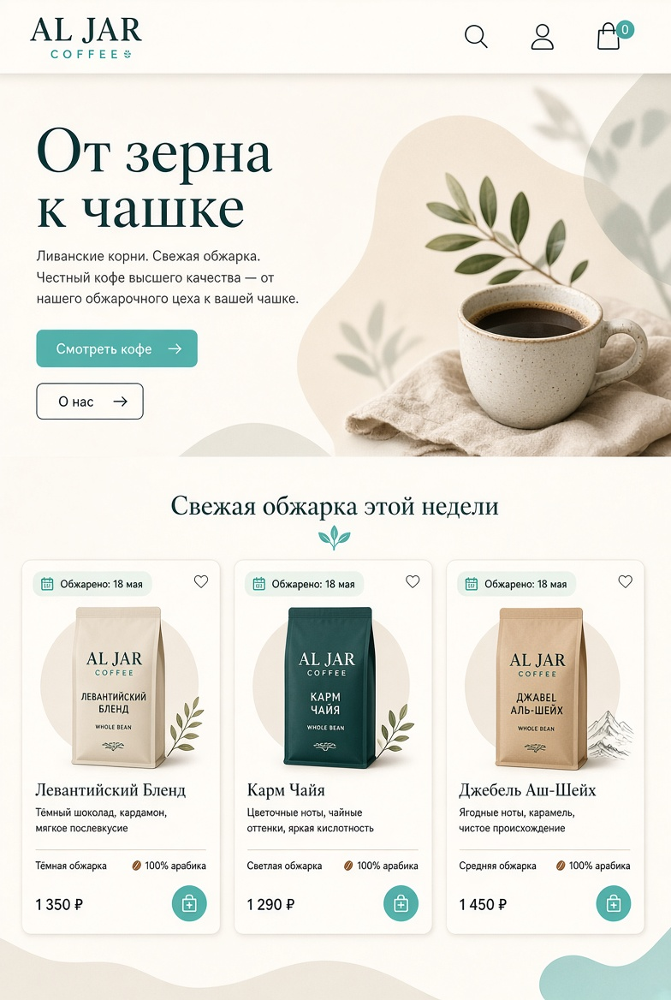 AL JAR
COFFEE
0
От зерна
к чашке
Ливанские корни. Свежая обжарка.
Честный кофе высшего качества — от
нашего обжарочного цеха к вашей чашке.
Смотреть кофе →
О нас →
Свежая обжарка этой недели
Обжарено: 18 мая
AL JAR
COFFEE
ЛЕВАНТИЙСКИЙ
БЛЕНД
WHOLE BEAN
Левантийский Бленд
Тёмный шоколад, кардамон,
мягкое послевкусие
Тёмная обжарка
100% арабика
1 350 ₽
Обжарено: 18 мая
AL JAR
COFFEE
КАРМ
ЧАЙЯ
WHOLE BEAN
Карм Чайя
Цветочные ноты, чайные
оттенки, яркая кислотность
Светлая обжарка
100% арабика
1 290 ₽
Обжарено: 18 мая
AL JAR
COFFEE
ДЖАВЕL
АЛЬ-ШЕЙХ
WHOLE BEAN
Джебель Аш-Шейх
Ягодные ноты, карамель,
чистое происхождение
Средняя обжарка
100% арабика
1 450 ₽